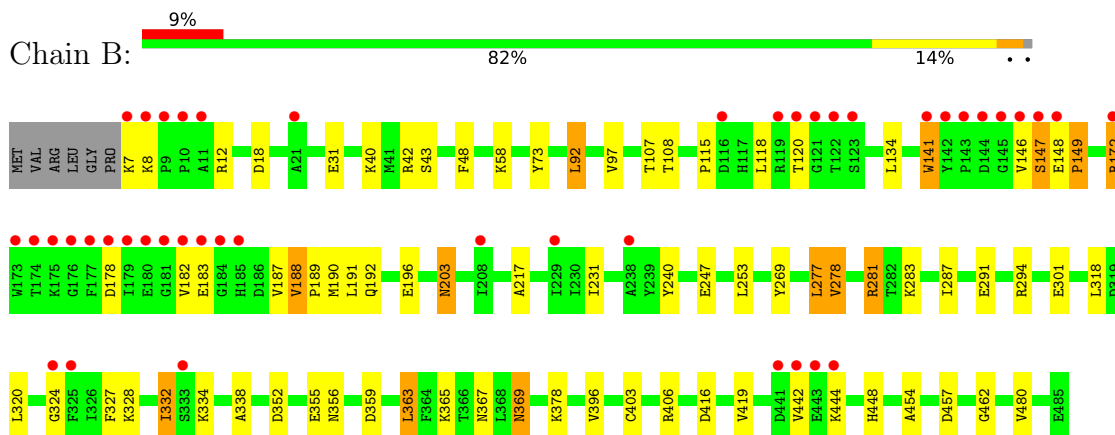 9%
Chain B:
82% 14% • •
MET VAL ARG LEU GLY PRO K7 K8 P9 P10 A11 R12 D18 A21 E31 K40 M41 R42 S43 F48 K58 Y73 L92 V97 T107 T108 P115 D116 H117 L118 R119 T120 G121 T122 S123 L134 W141 Y142 P143 D144 G145 V146 S147 E148 P149 R172
W173 T174 K175 G176 F177 D178 I179 E180 G181 V182 E183 G184 H185 D186 V187 V188 P189 M190 L191 Q192 E196 N203 I208 A217 I229 I230 I231 A238 Y239 Y240 E247 L253 Y269 L277 V278 R281 T282 K283 I287 E291 R294 E301 L318 D319
L320 G324 F325 I326 F327 K328 I332 S333 K334 A338 D352 E355 N356 D359 L363 F364 K365 T366 N367 L368 N369 K378 V396 C403 R406 D416 V419 D441 V442 E443 K444 H448 A454 D457 G462 V480 E485